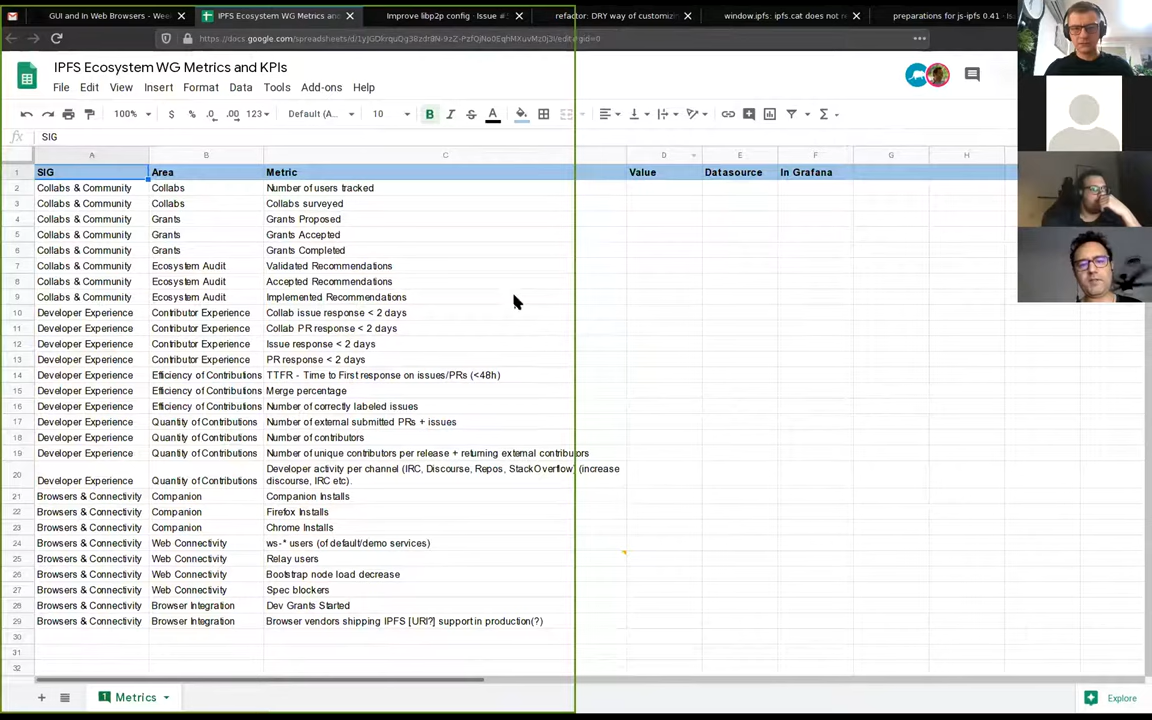 GUI and In Web Browsers - Wee
IPFS Ecosystem WG Metrics and
Improve libp2p config · Issue #
refactor: DRY way of customiz
window.ipfs: ipfs.cat does not
preparations for js-ipfs 0.41 · Is
IPFS Ecosystem WG Metrics and KPIs
File Edit View Insert Format Data Tools Add-ons Help
100% $ % .0 .00 123 Default (A... 10 B I S A
fx SIG
A B C D E F G H
1 SIG Area Metric Value Datasource In Grafana
2 Collabs & Community Collabs Number of users tracked
3 Collabs & Community Collabs Collabs surveyed
4 Collabs & Community Grants Grants Proposed
5 Collabs & Community Grants Grants Accepted
6 Collabs & Community Grants Grants Completed
7 Collabs & Community Ecosystem Audit Validated Recommendations
8 Collabs & Community Ecosystem Audit Accepted Recommendations
9 Collabs & Community Ecosystem Audit Implemented Recommendations
10 Developer Experience Contributor Experience Collab issue response < 2 days
11 Developer Experience Contributor Experience Collab PR response < 2 days
12 Developer Experience Contributor Experience Issue response < 2 days
13 Developer Experience Contributor Experience PR response < 2 days
14 Developer Experience Efficiency of Contributions TTFR - Time to First response on issues/PRs (<48h)
15 Developer Experience Efficiency of Contributions Merge percentage
16 Developer Experience Efficiency of Contributions Number of correctly labeled issues
17 Developer Experience Quantity of Contributions Number of external submitted PRs + issues
18 Developer Experience Quantity of Contributions Number of contributors
19 Developer Experience Quantity of Contributions Number of unique contributors per release + returning external contributors
Developer activity per channel (IRC, Discourse, Repos, StackOverflow) (increase
20 Developer Experience Quantity of Contributions discourse, IRC etc).
21 Browsers & Connectivity Companion Companion Installs
22 Browsers & Connectivity Companion Firefox Installs
23 Browsers & Connectivity Companion Chrome Installs
24 Browsers & Connectivity Web Connectivity ws-* users (of default/demo services)
25 Browsers & Connectivity Web Connectivity Relay users
26 Browsers & Connectivity Web Connectivity Bootstrap node load decrease
27 Browsers & Connectivity Web Connectivity Spec blockers
28 Browsers & Connectivity Browser Integration Dev Grants Started
29 Browsers & Connectivity Browser Integration Browser vendors shipping IPFS [URI?] support in production(?)
30
31
32
1 Metrics
Explore